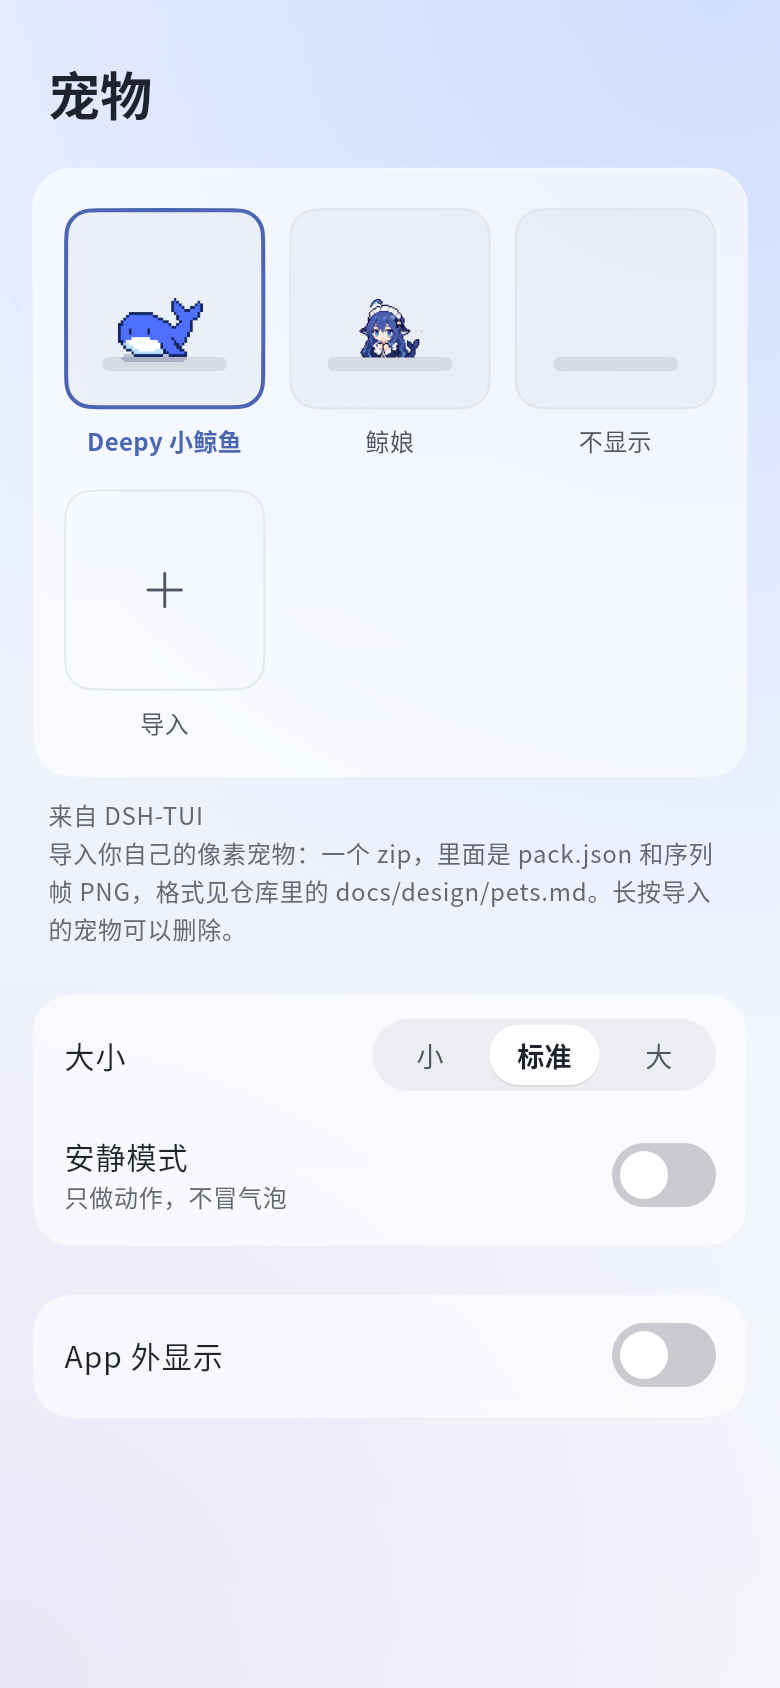 宠物
Deepy 小鲸鱼
鲸娘
不显示
导入
来自 DSH-TUI
导入你自己的像素宠物：一个 zip，里面是 pack.json 和序列
帧 PNG，格式见仓库里的 docs/design/pets.md。长按导入
的宠物可以删除。
大小
小
标准
大
安静模式
只做动作，不冒气泡
App 外显示